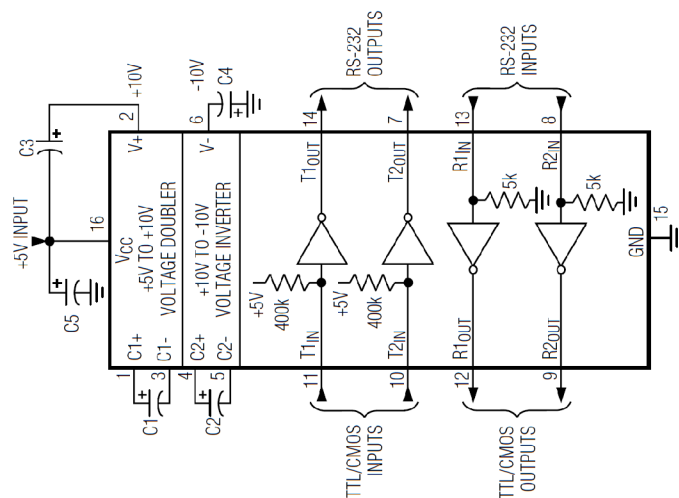 +5V INPUT
C3
C5
16
2
+10V
1
C1+
VCC
V+
C1
3
C1-
+5V TO +10V
VOLTAGE DOUBLER
4
C2+
+10V TO -10V
VOLTAGE INVERTER
V-
6
-10V
C4
C2
5
C2-
+5V
400k
TTL/CMOS
INPUTS
11
T1IN
T1OUT
14
RS-232
OUTPUTS
+5V
400k
10
T2IN
T2OUT
7
TTL/CMOS
OUTPUTS
12
R1OUT
R1IN
13
RS-232
INPUTS
5k
9
R2OUT
R2IN
8
5k
GND
15